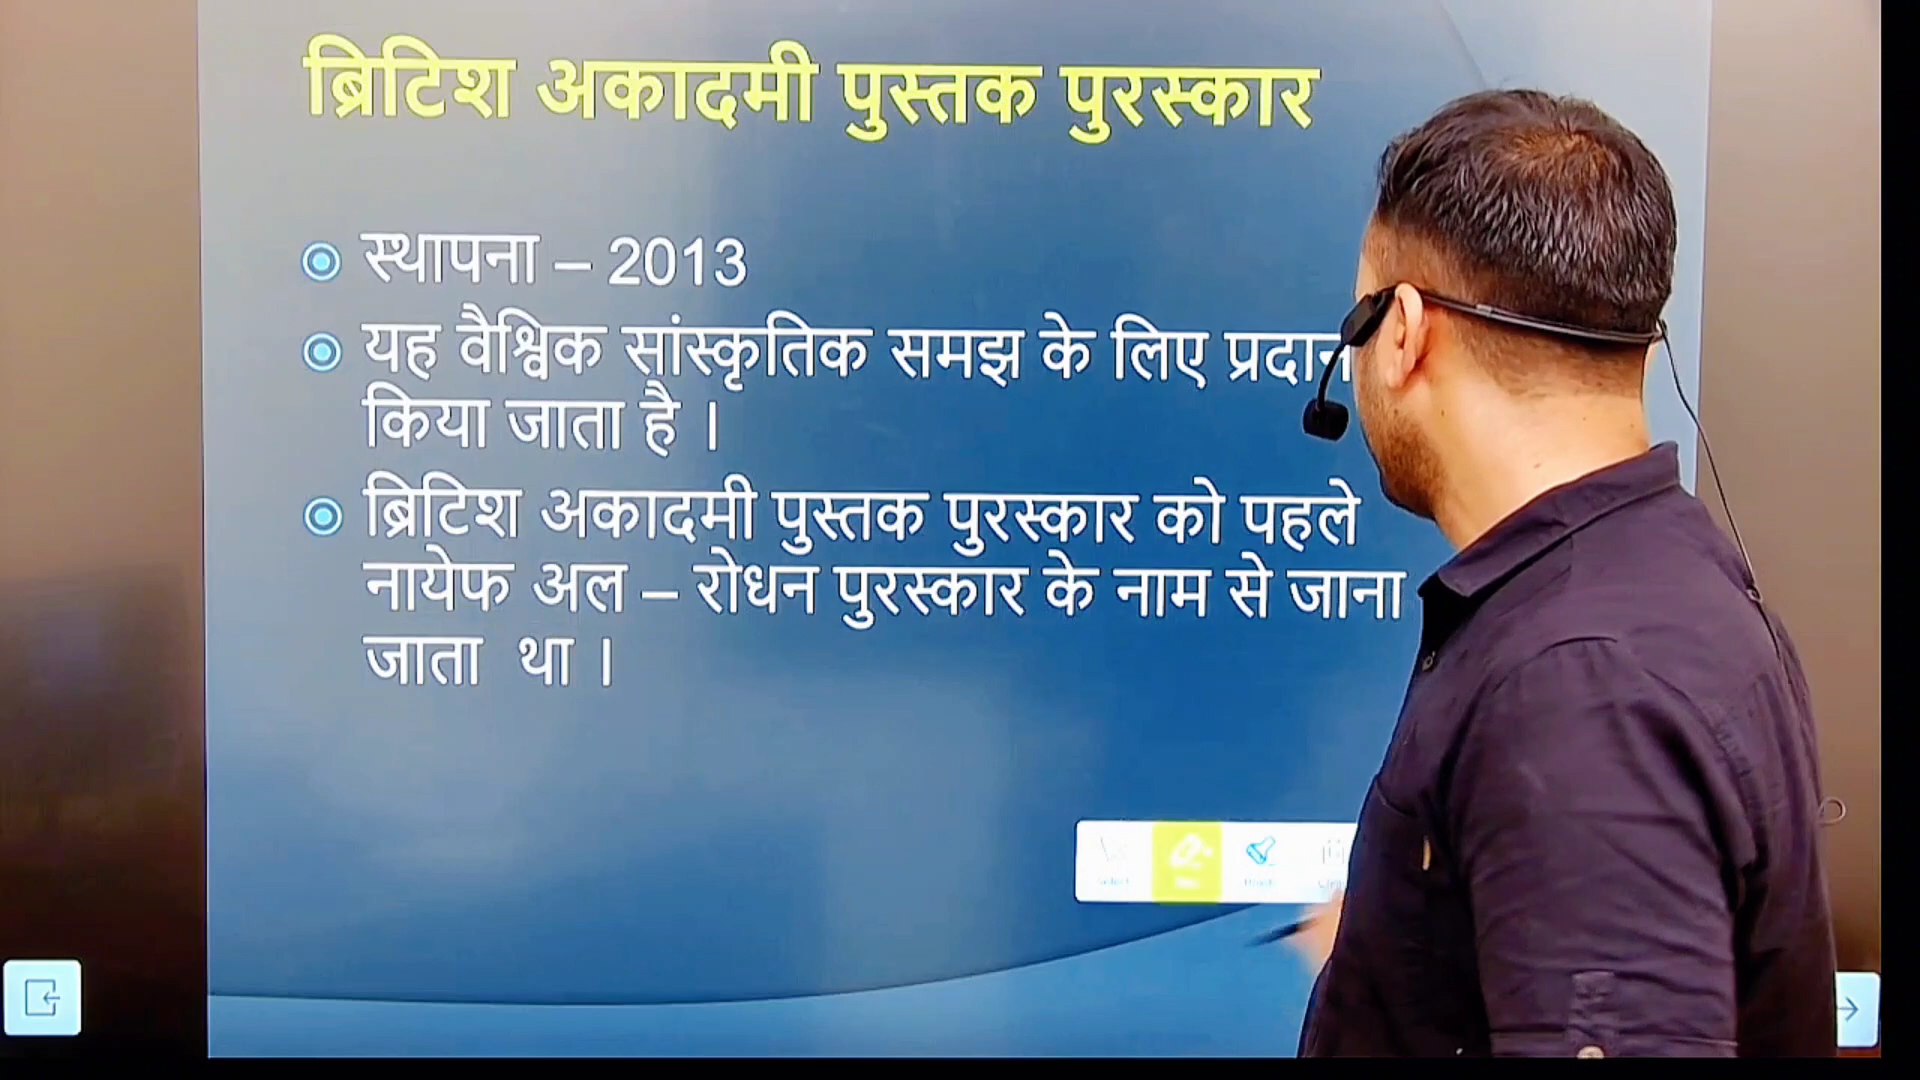 ब्रिटिश अकादमी पुस्तक पुरस्कार
स्थापना – 2013
यह वैश्विक सांस्कृतिक समझ के लिए प्रदान
किया जाता है ।
ब्रिटिश अकादमी पुस्तक पुरस्कार को पहले
नायेफ अल – रोधन पुरस्कार के नाम से जाना
जाता था ।